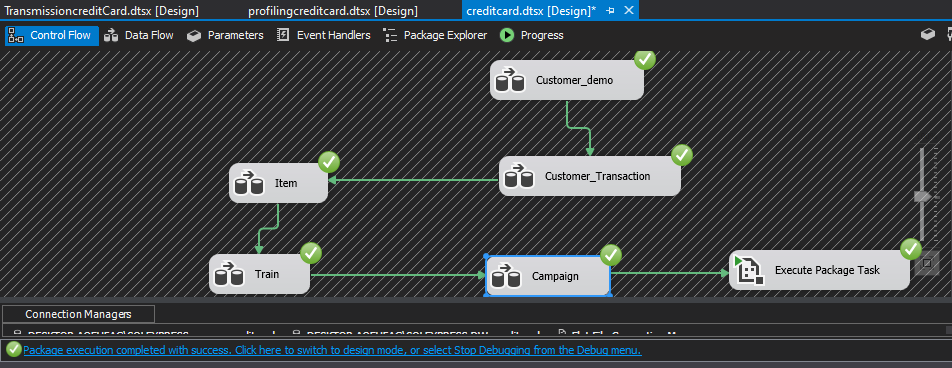 TransmissioncreditCard.dtsx [Design]
profilingcreditcard.dtsx [Design]
creditcard.dtsx [Design]*
Control Flow
Data Flow
Parameters
Event Handlers
Package Explorer
Progress
Customer_demo
Customer_Transaction
Item
Train
Campaign
Execute Package Task
Connection Managers
Package execution completed with success. Click here to switch to design mode, or select Stop Debugging from the Debug menu.